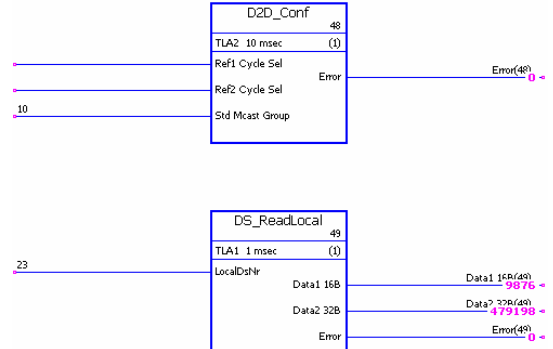 D2D_Conf
48
TLA2 10 msec (1)
Ref1 Cycle Sel
Error
Error(48)
0
Ref2 Cycle Sel
10
Std Mcast Group
DS_ReadLocal
49
TLA1 1 msec (1)
23
LocalDsNr
Data1 16B
Data1 16B(49)
9876
Data2 32B
Data2 32B(49)
479198
Error
Error(49)
0